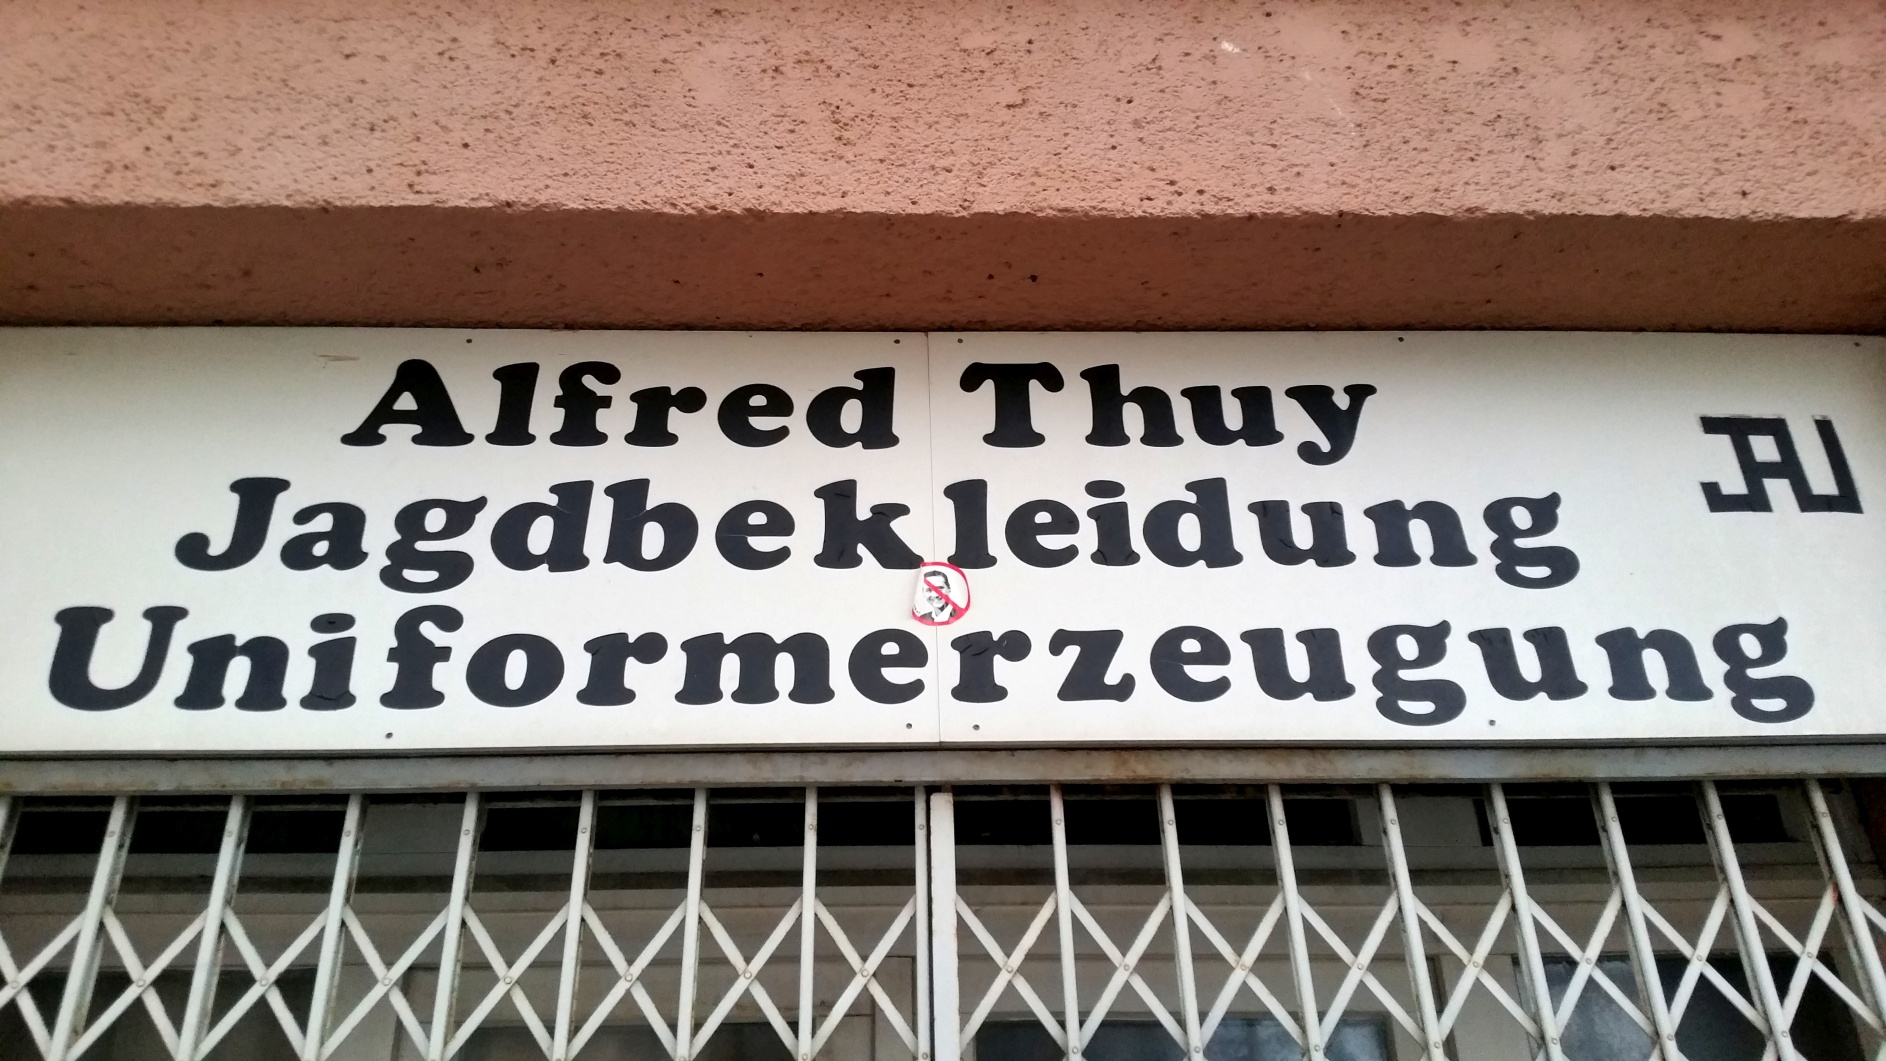 Alfred Thuy
Jagdbekleidung
Uniformerzeugung